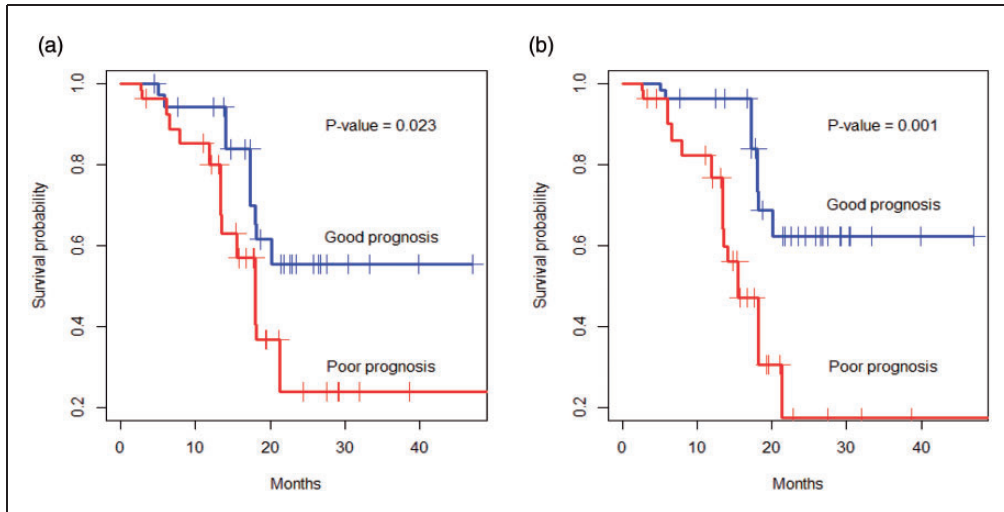 (a)
1.0
0.8
0.6
0.4
0.2
Survival probability
P-value = 0.023
Good prognosis
Poor prognosis
0 10 20 30 40
Months
(b)
1.0
0.8
0.6
0.4
0.2
Survival probability
P-value = 0.001
Good prognosis
Poor prognosis
0 10 20 30 40
Months